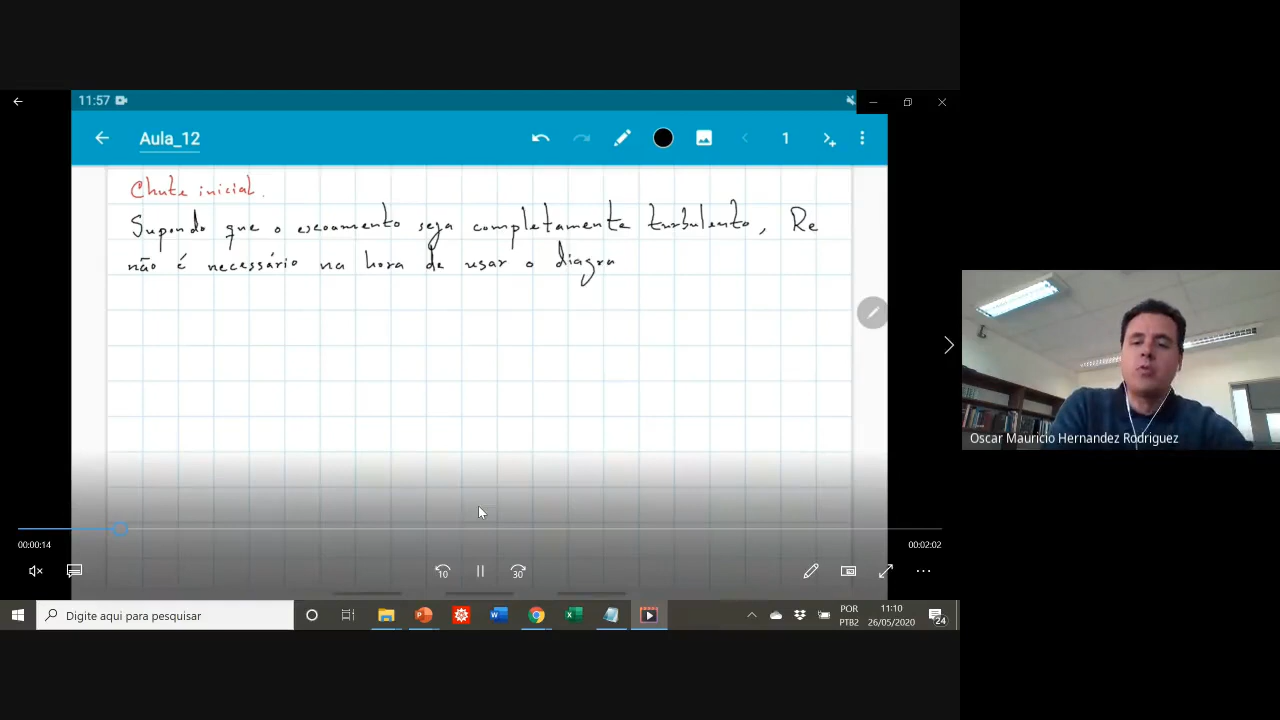 11:57
Aula_12
1
Chute inicial.
Supondo que o escoamento seja completamente turbulento, Re
não é necessário na hora de usar o diagra
Oscar Mauricio Hernandez Rodriguez
00:00:14
00:02:02
10
30
Digite aqui para pesquisar
POR
PTB2
11:10
26/05/2020
24